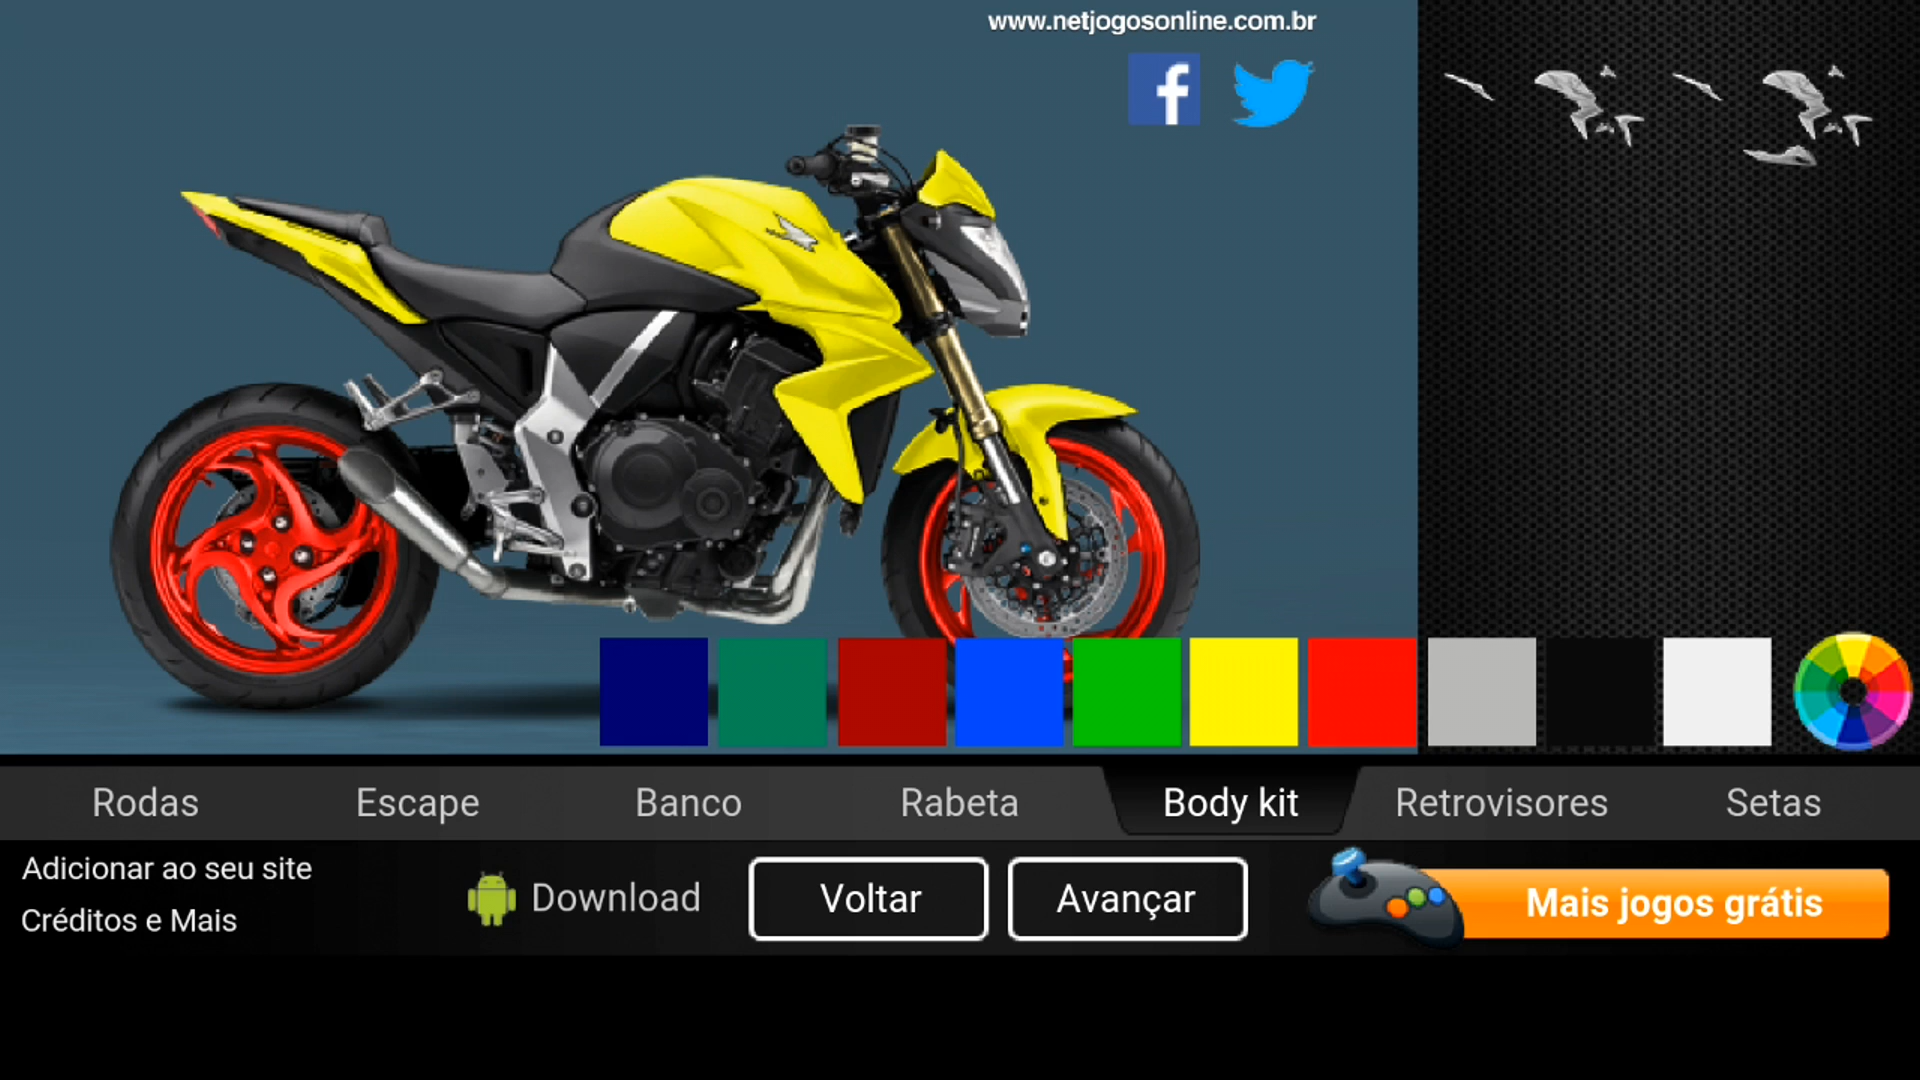 www.netjogosonline.com.br
f
Rodas
Escape
Banco
Rabeta
Body kit
Retrovisores
Setas
Adicionar ao seu site
Créditos e Mais
Download
Voltar
Avançar
Mais jogos grátis